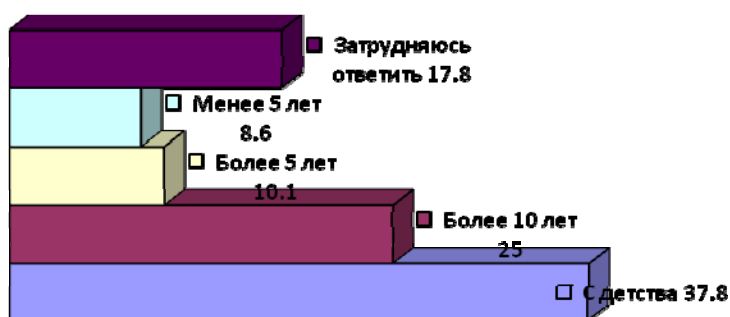 Затрудняюсь
ответить 17.8
Менее 5 лет
8.6
Более 5 лет
10.1
Более 10 лет
25
С детства 37.8